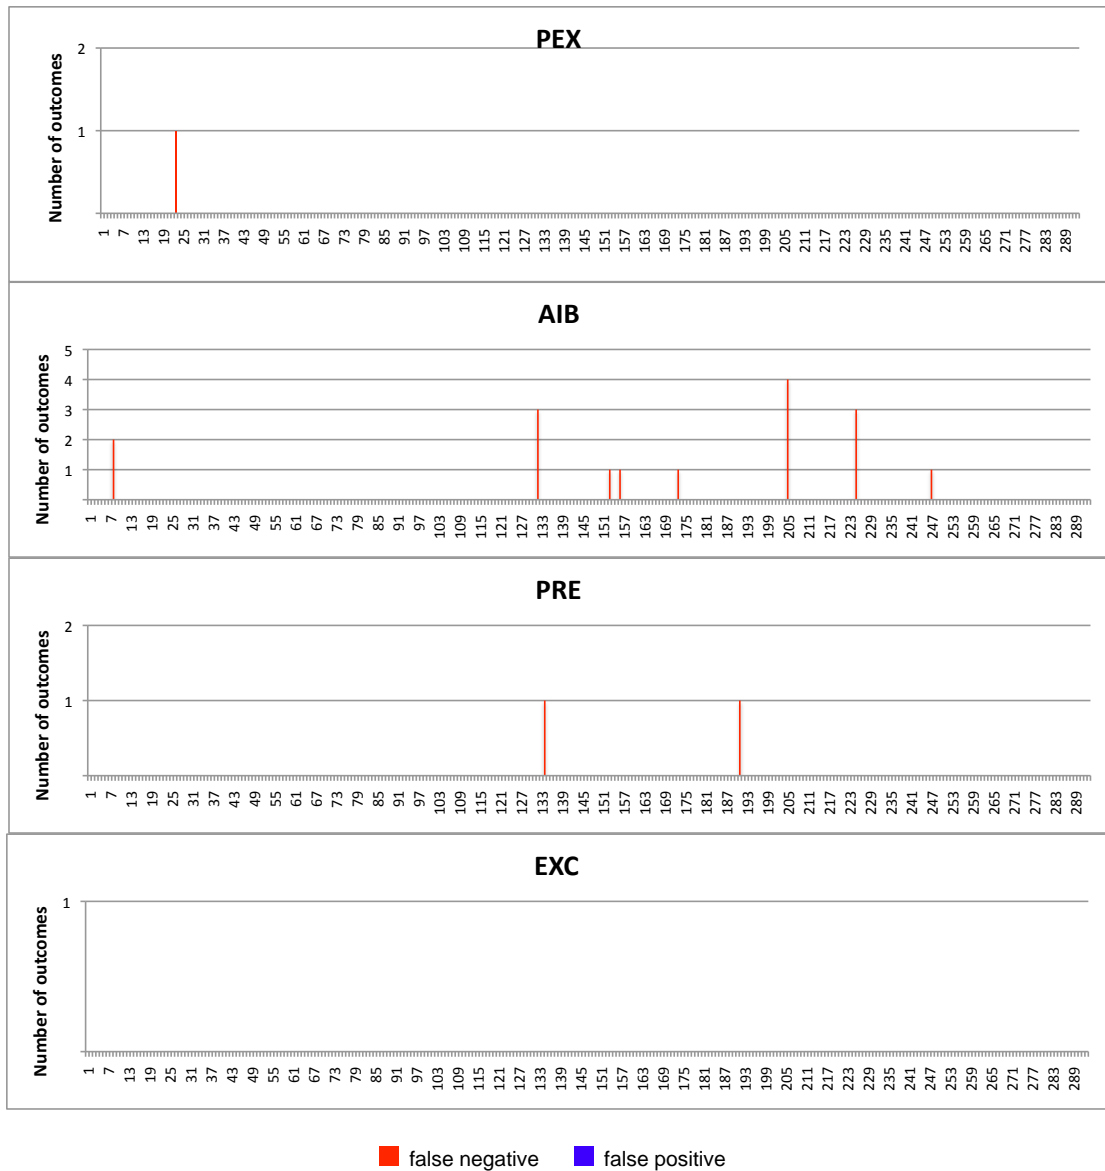 PEX
Number of outcomes
2
1
1 7 13 19 25 31 37 43 49 55 61 67 73 79 85 91 97 103 109 115 121 127 133 139 145 151 157 163 169 175 181 187 193 199 205 211 217 223 229 235 241 247 253 259 265 271 277 283 289
AIB
Number of outcomes
5
4
3
2
1
1 7 13 19 25 31 37 43 49 55 61 67 73 79 85 91 97 103 109 115 121 127 133 139 145 151 157 163 169 175 181 187 193 199 205 211 217 223 229 235 241 247 253 259 265 271 277 283 289
PRE
Number of outcomes
2
1
1 7 13 19 25 31 37 43 49 55 61 67 73 79 85 91 97 103 109 115 121 127 133 139 145 151 157 163 169 175 181 187 193 199 205 211 217 223 229 235 241 247 253 259 265 271 277 283 289
EXC
Number of outcomes
1
1 7 13 19 25 31 37 43 49 55 61 67 73 79 85 91 97 103 109 115 121 127 133 139 145 151 157 163 169 175 181 187 193 199 205 211 217 223 229 235 241 247 253 259 265 271 277 283 289
false negative false positive